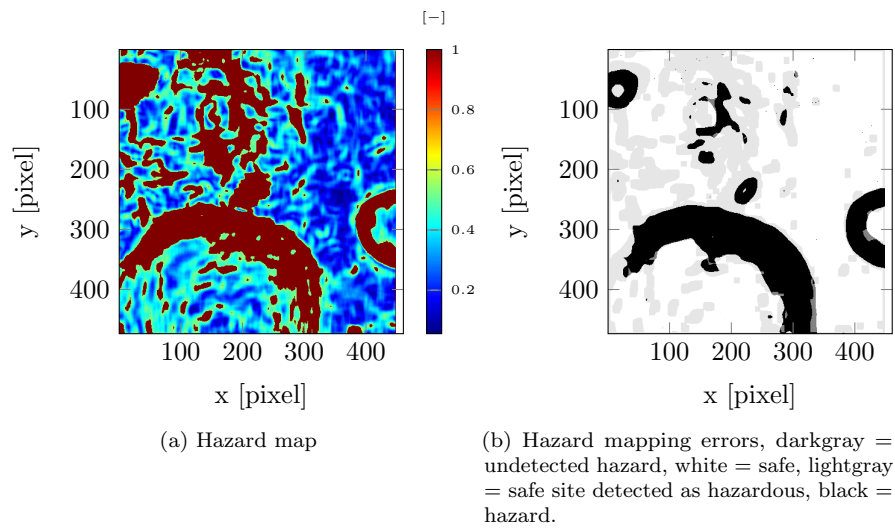 [−]
100
200
300
400
y [pixel]
100 200 300 400
x [pixel]
1
0.8
0.6
0.4
0.2
(a) Hazard map
100
200
300
400
y [pixel]
100 200 300 400
x [pixel]
(b) Hazard mapping errors, darkgray =
undetected hazard, white = safe, lightgray
= safe site detected as hazardous, black =
hazard.